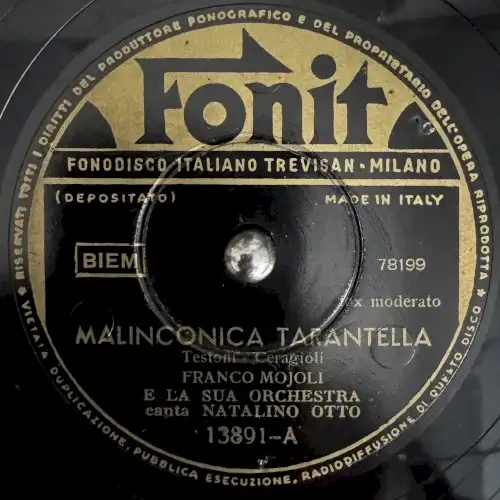 RISERVATI TUTTI I DIRITTI DEL PRODUTTORE FONOGRAFICO E DEL PROPRIETARIO DELL'OPERA RIPRODOTTA
Fonit
FONODISCO ITALIANO TREVISAN · MILANO
(DEPOSITATO) MADE IN ITALY
BIEM
78199
fox moderato
MALINCONICA TARANTELLA
Testoni - Ceragioli
FRANCO MOJOLI
E LA SUA ORCHESTRA
canta NATALINO OTTO
13891-A
VIETATA DUPLICAZIONE, PUBBLICA ESECUZIONE, RADIODIFFUSIONE DI QUESTO DISCO